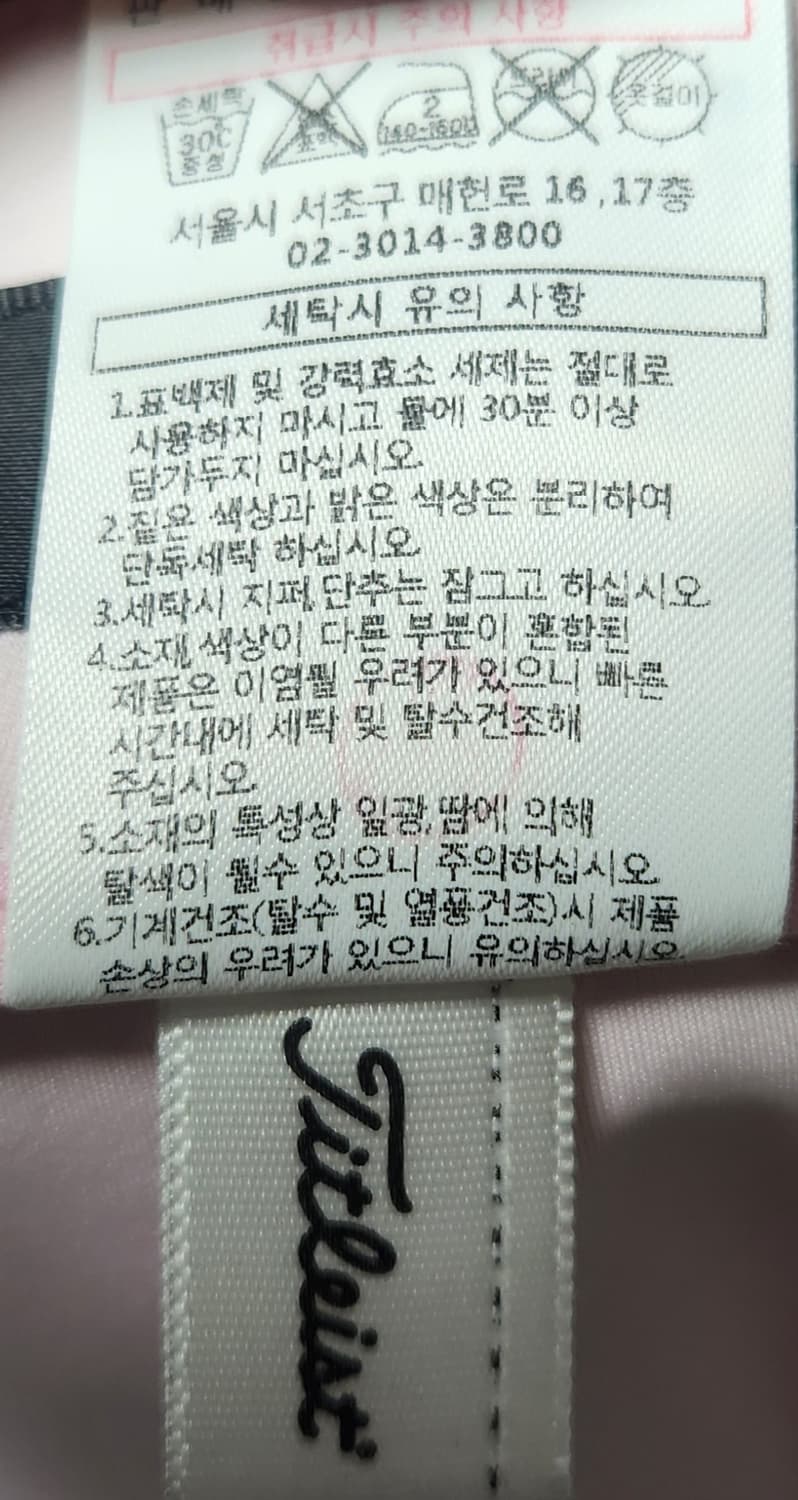 취급시 주의 사항
손세탁
30℃
중성
2
140-160℃
드라이
옷걸이
서울시 서초구 매헌로 16 ,17층
02-3014-3800
세탁시 유의 사항
1.표백제 및 강력효소 세제는 절대로
사용하지 마시고 물에 30분 이상
담가두지 마십시오.
2.짙은 색상과 밝은 색상은 분리하여
단독세탁 하십시오.
3.세탁시 지퍼,단추는 잠그고 하십시오.
4.소재,색상이 다른 부분이 혼합된
제품은 이염될 우려가 있으니 빠른
시간내에 세탁 및 탈수건조해
주십시오.
5.소재의 특성상 일광,땀에 의해
탈색이 될수 있으니 주의하십시오.
6.기계건조(탈수 및 열풍건조)시 제품
손상의 우려가 있으니 유의하십시오.
Titleist